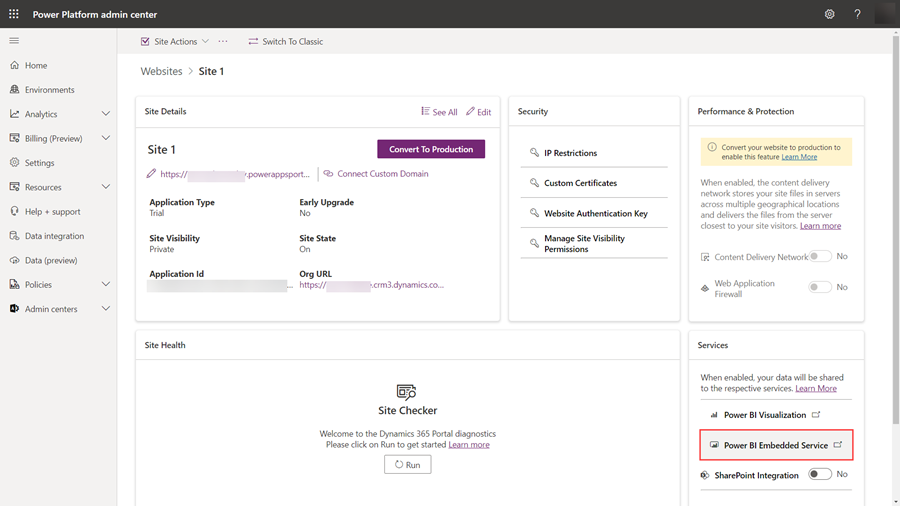 Power Platform admin center
?
Site Actions
Switch To Classic
Home
Environments
Analytics
Billing (Preview)
Settings
Resources
Help + support
Data integration
Data (preview)
Policies
Admin centers
Websites > Site 1
Site Details
See All
Edit
Site 1
Convert To Production
https:// .powerappsport...
Connect Custom Domain
Application Type
Trial
Early Upgrade
No
Site Visibility
Private
Site State
On
Application Id
...
Org URL
https:// .crm3.dynamics.co...
Security
IP Restrictions
Custom Certificates
Website Authentication Key
Manage Site Visibility
Permissions
Performance & Protection
Convert your website to production to
enable this feature Learn More
When enabled, the content delivery
network stores your site files in servers
across multiple geographical locations
and delivers the files from the server
closest to your site visitors. Learn more
Content Delivery Network
No
Web Application
Firewall
No
Site Health
Site Checker
Welcome to the Dynamics 365 Portal diagnostics
Please click on Run to get started Learn more
Run
Services
When enabled, your data will be shared
to the respective services. Learn More
Power BI Visualization
Power BI Embedded Service
SharePoint Integration
No